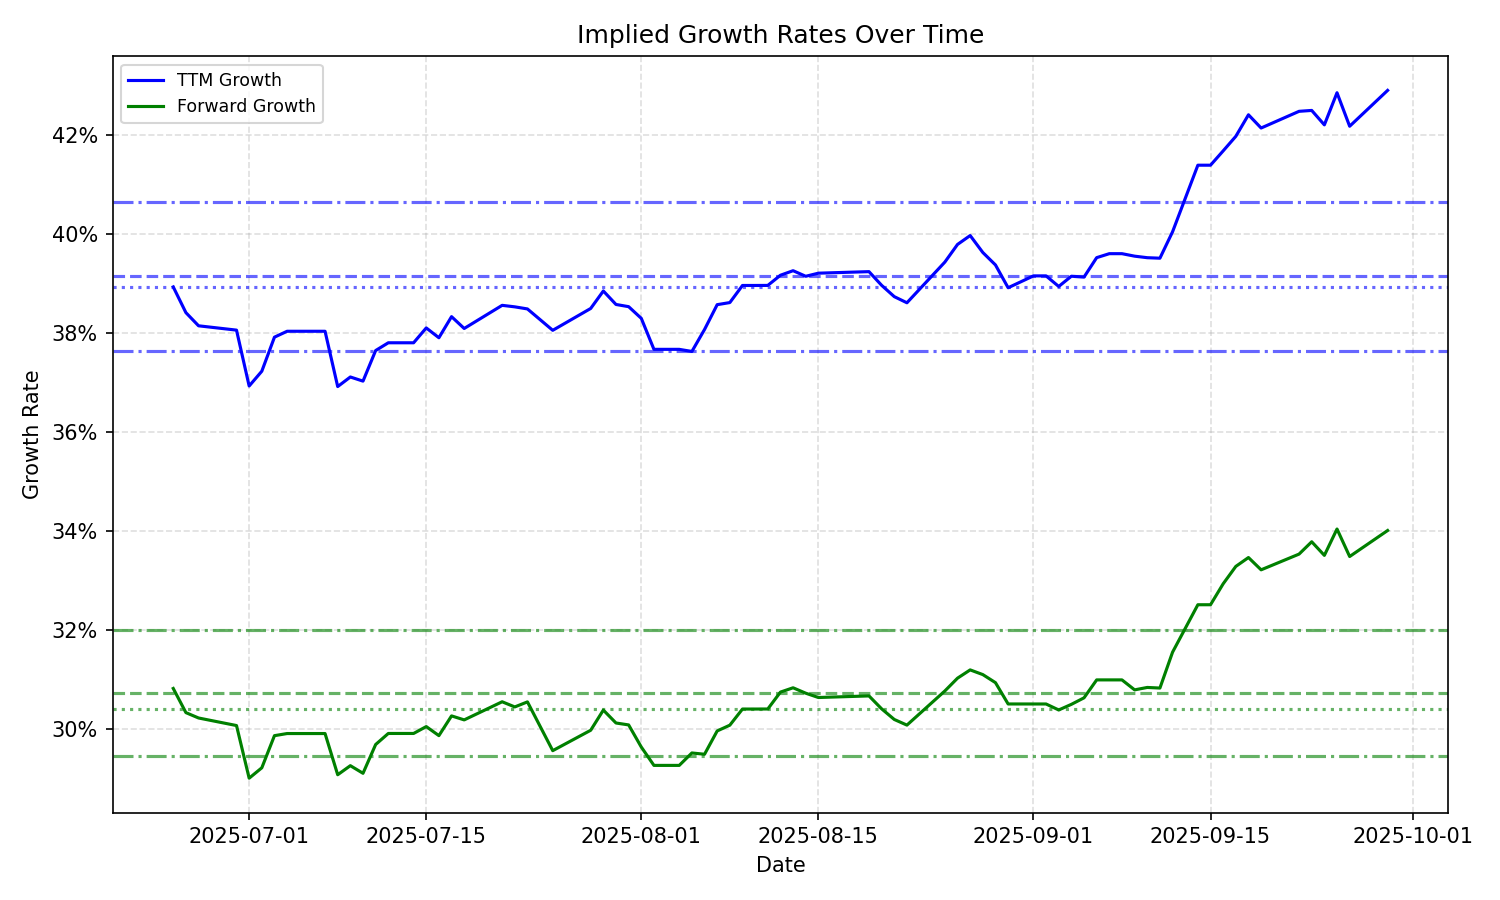 Implied Growth Rates Over Time
TTM Growth
Forward Growth
42%
40%
38%
36%
34%
32%
30%
Growth Rate
2025-07-01
2025-07-15
2025-08-01
2025-08-15
2025-09-01
2025-09-15
2025-10-01
Date